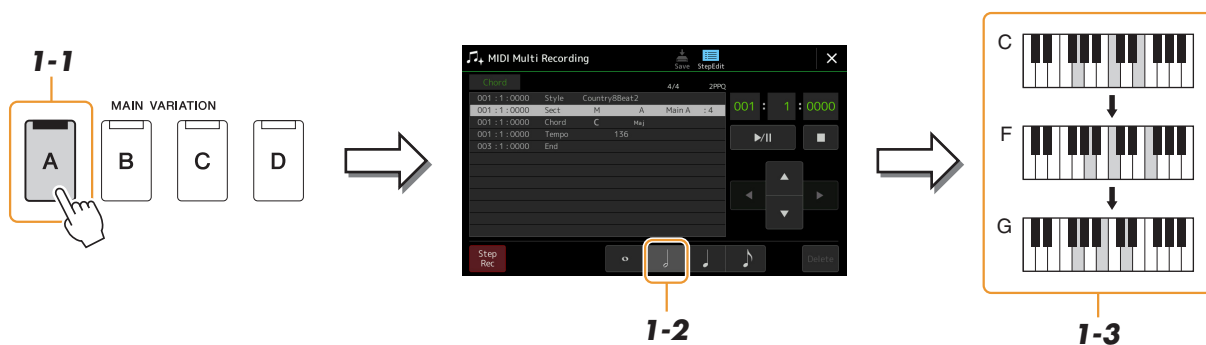 1-1
MAIN VARIATION
A
B
C
D
MIDI Multi Recording
Save
StepEdit
Chord
4/4 2PPQ
001 : 1 : 0000 Style Country8Beat2
001 : 1 : 0000 Sect M A Main A : 4
001 : 1 : 0000 Chord C Maj
001 : 1 : 0000 Tempo 136
003 : 1 : 0000 End
001 : 1 : 0000
Step
Rec
Delete
1-2
C
F
G
1-3